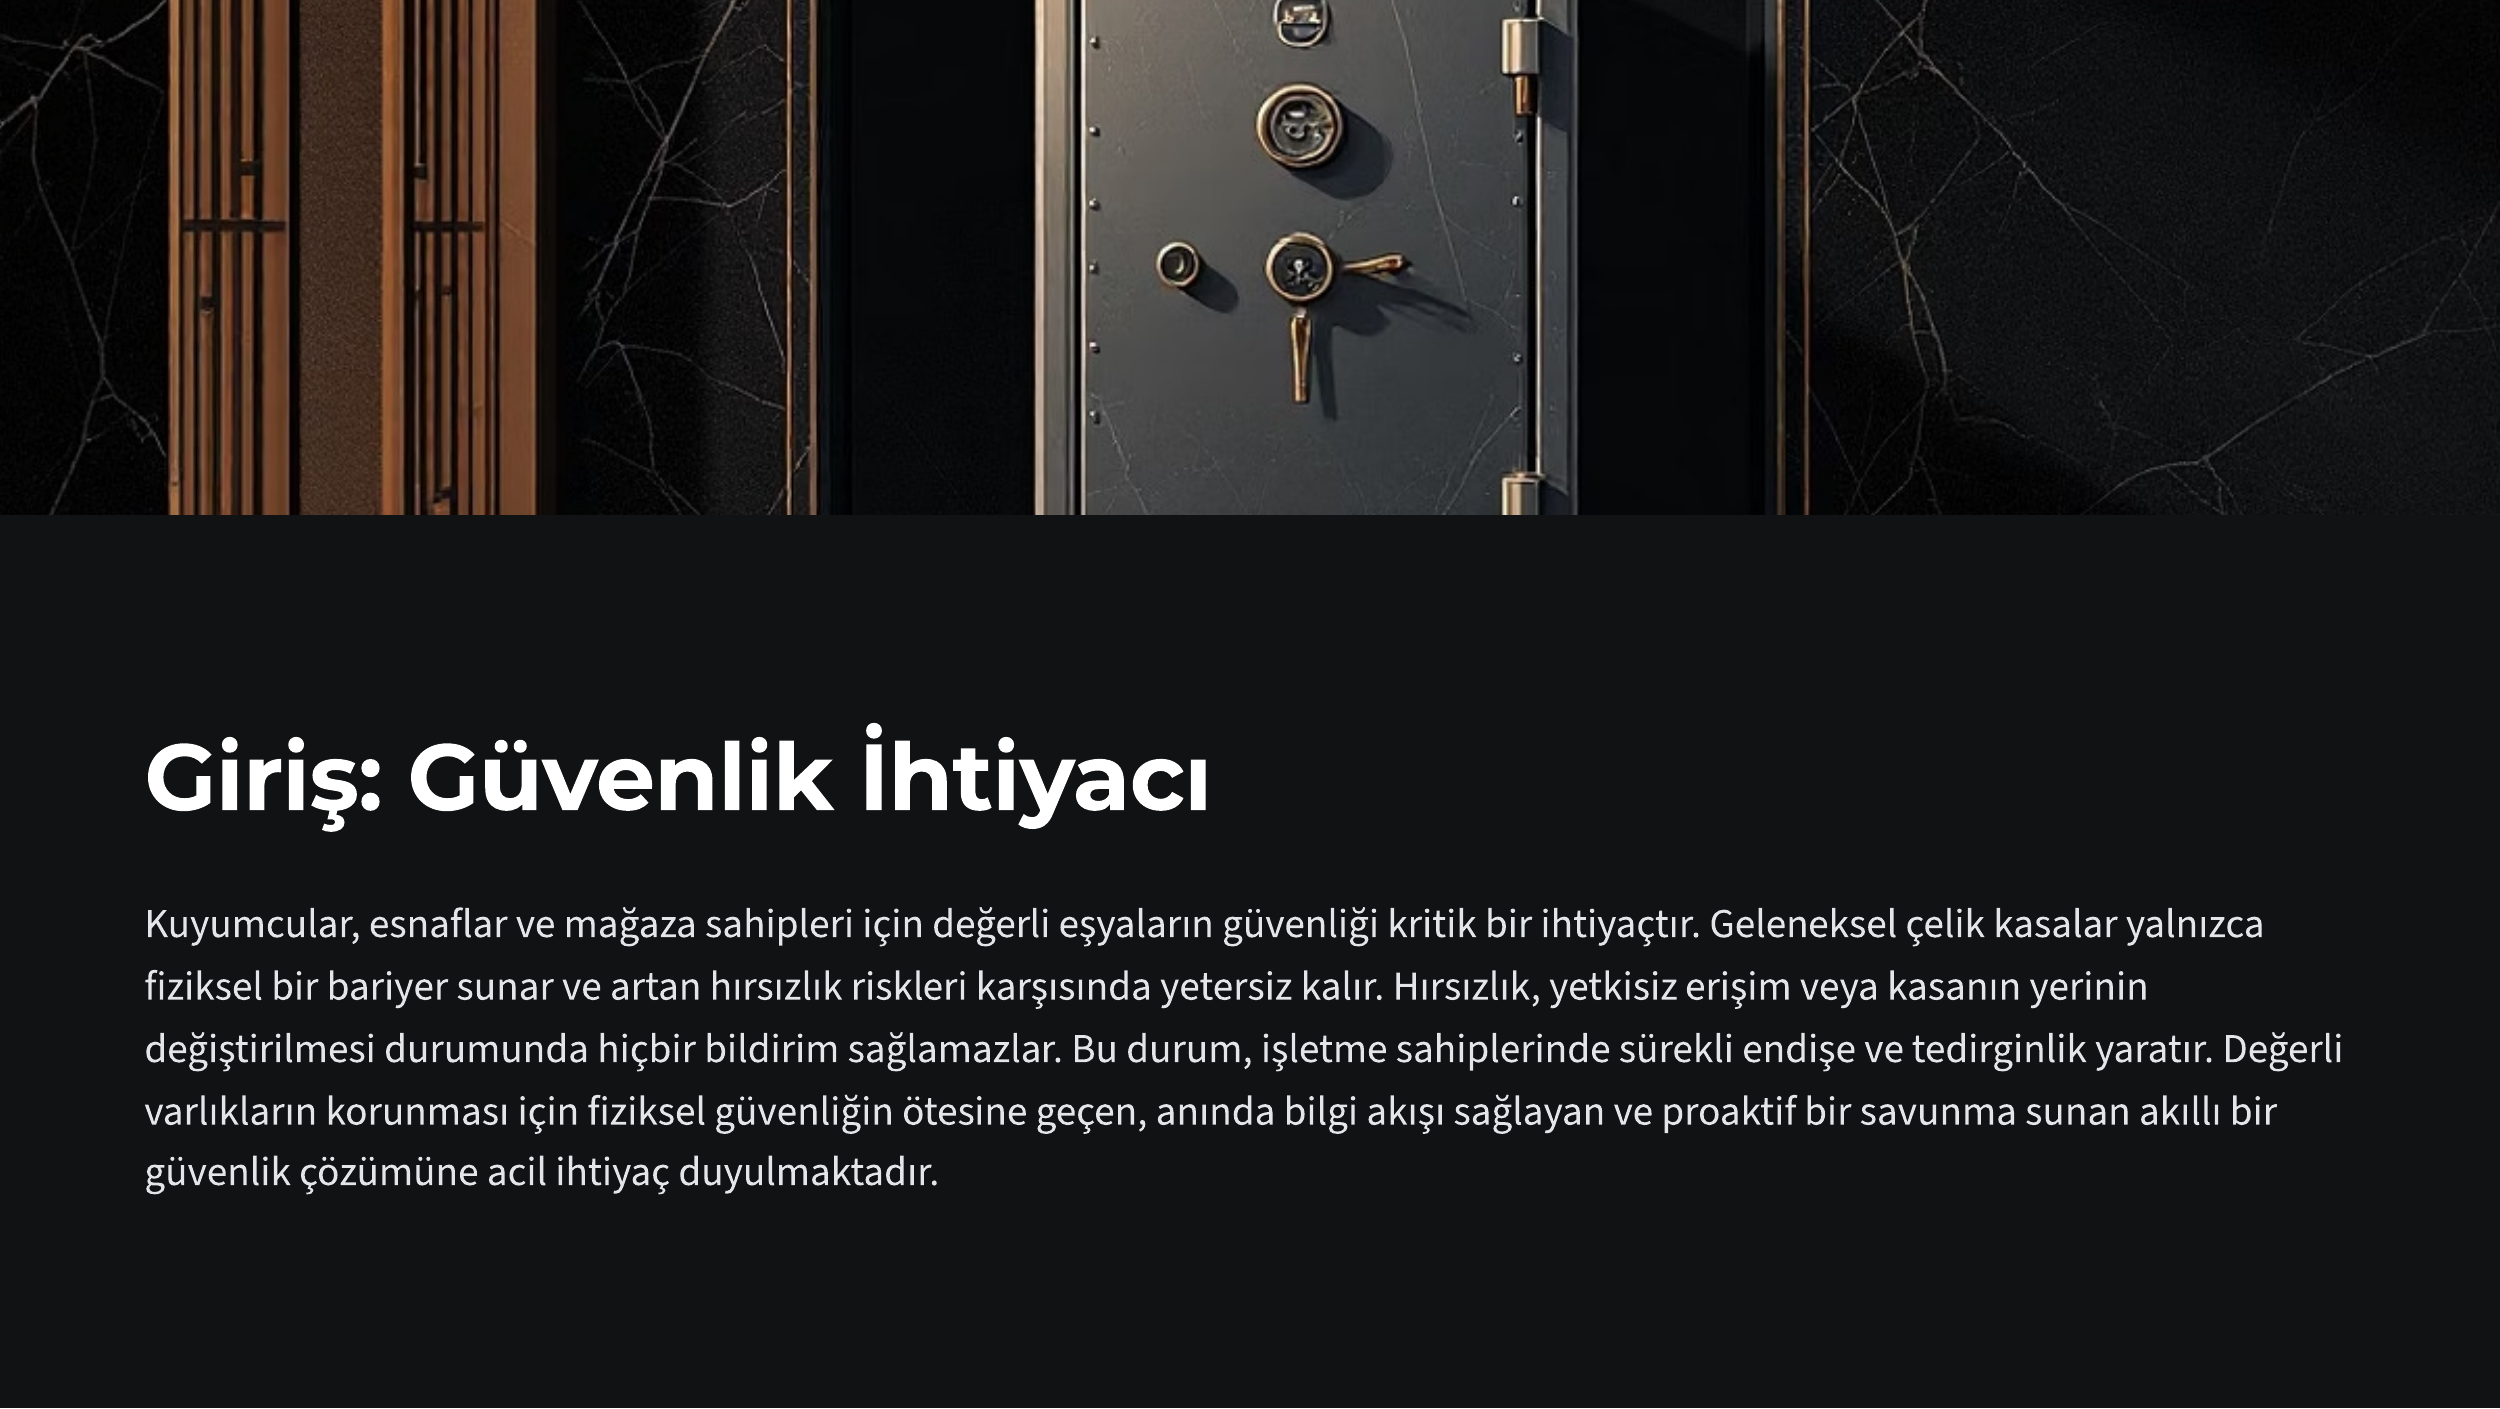 Giriş: Güvenlik İhtiyacı
Kuyumcular, esnaflar ve mağaza sahipleri için değerli eşyaların güvenliği kritik bir ihtiyaçtır. Geleneksel çelik kasalar yalnızca
fiziksel bir bariyer sunar ve artan hırsızlık riskleri karşısında yetersiz kalır. Hırsızlık, yetkisiz erişim veya kasanın yerinin
değiştirilmesi durumunda hiçbir bildirim sağlamazlar. Bu durum, işletme sahiplerinde sürekli endişe ve tedirginlik yaratır. Değerli
varlıkların korunması için fiziksel güvenliğin ötesine geçen, anında bilgi akışı sağlayan ve proaktif bir savunma sunan akıllı bir
güvenlik çözümüne acil ihtiyaç duyulmaktadır.